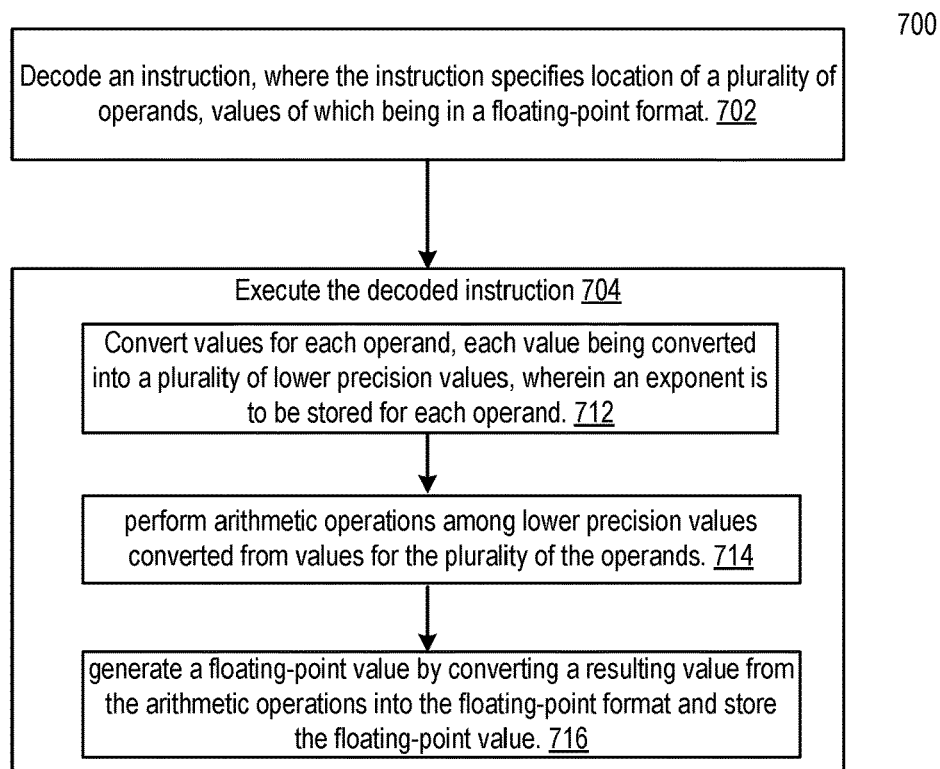 700
Decode an instruction, where the instruction specifies location of a plurality of
operands, values of which being in a floating-point format. 702
Execute the decoded instruction 704
Convert values for each operand, each value being converted
into a plurality of lower precision values, wherein an exponent is
to be stored for each operand. 712
perform arithmetic operations among lower precision values
converted from values for the plurality of the operands. 714
generate a floating-point value by converting a resulting value from
the arithmetic operations into the floating-point format and store
the floating-point value. 716